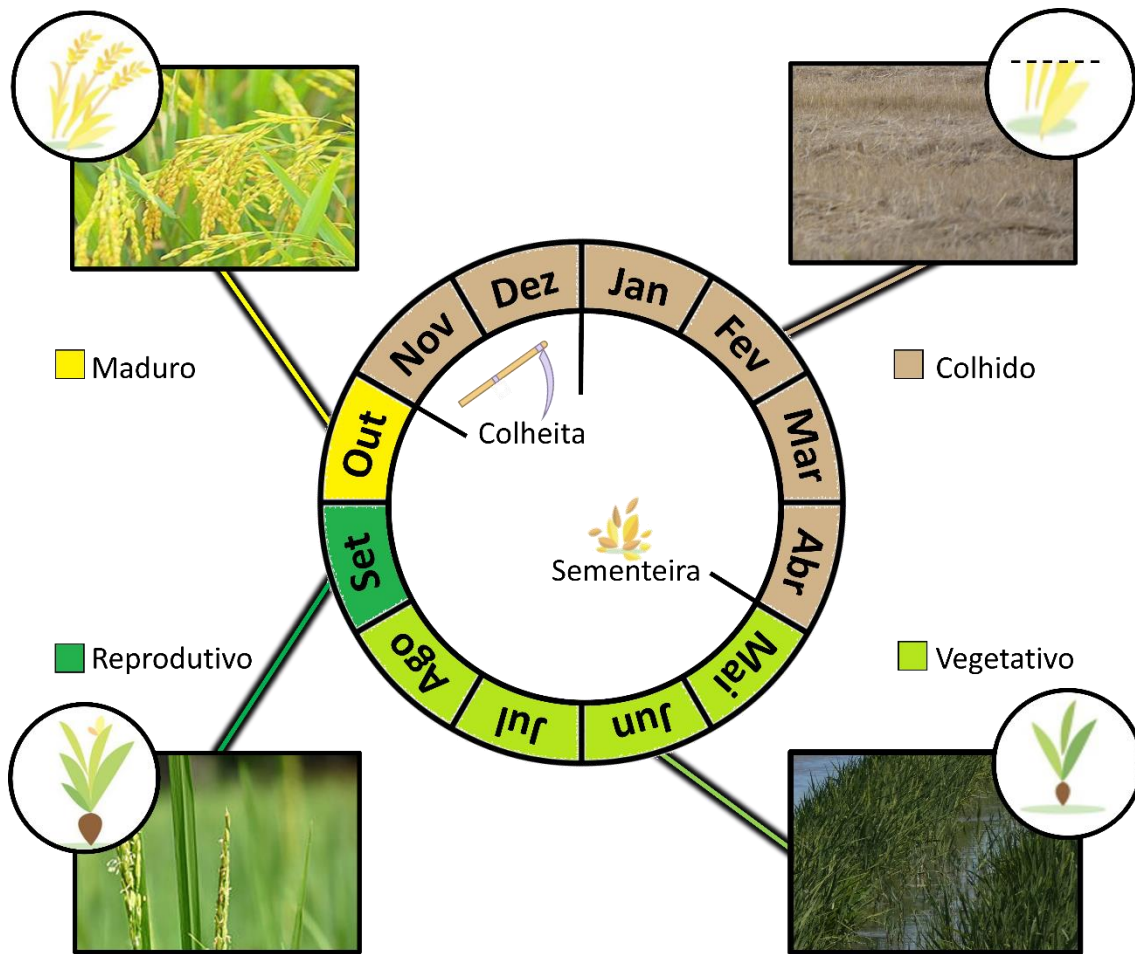 Dez
Jan
Nov
Fev
Maduro
Colhido
Out
Mar
Colheita
Set
Abr
Sementeira
Reprodutivo
Vegetativo
Ago
Mai
Jul
Jun